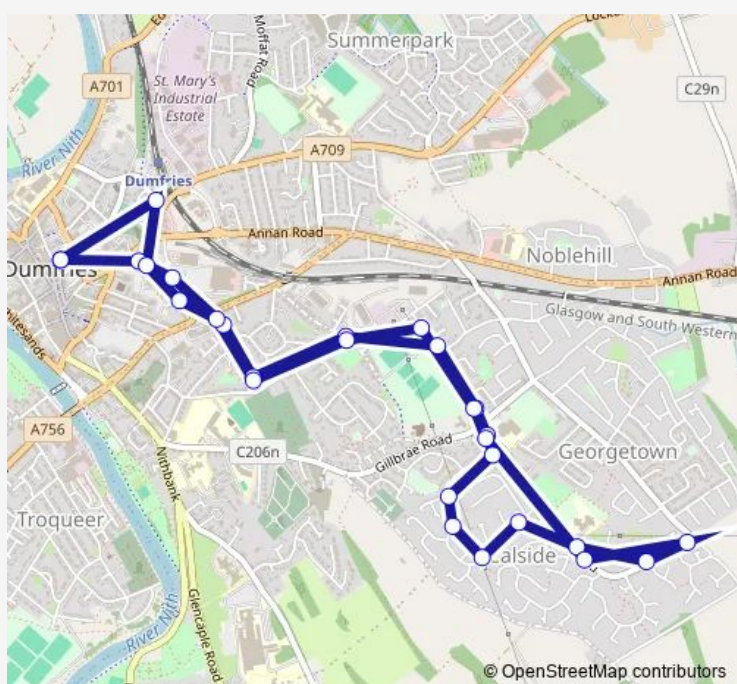 Summerpark
Moffat Road
St. Mary's
Industrial
Estate
A701
C29n
River Nith
A709
Dumfries
Annan Road
Noblehill
Dumfries
Annan Road
Glasgow and South Western
Whitesands
A756
C206n
Gillbrae Road
Georgetown
Nithbank
Troqueer
Calside
Glencaple Road
River Nith
© OpenStreetMap contributors